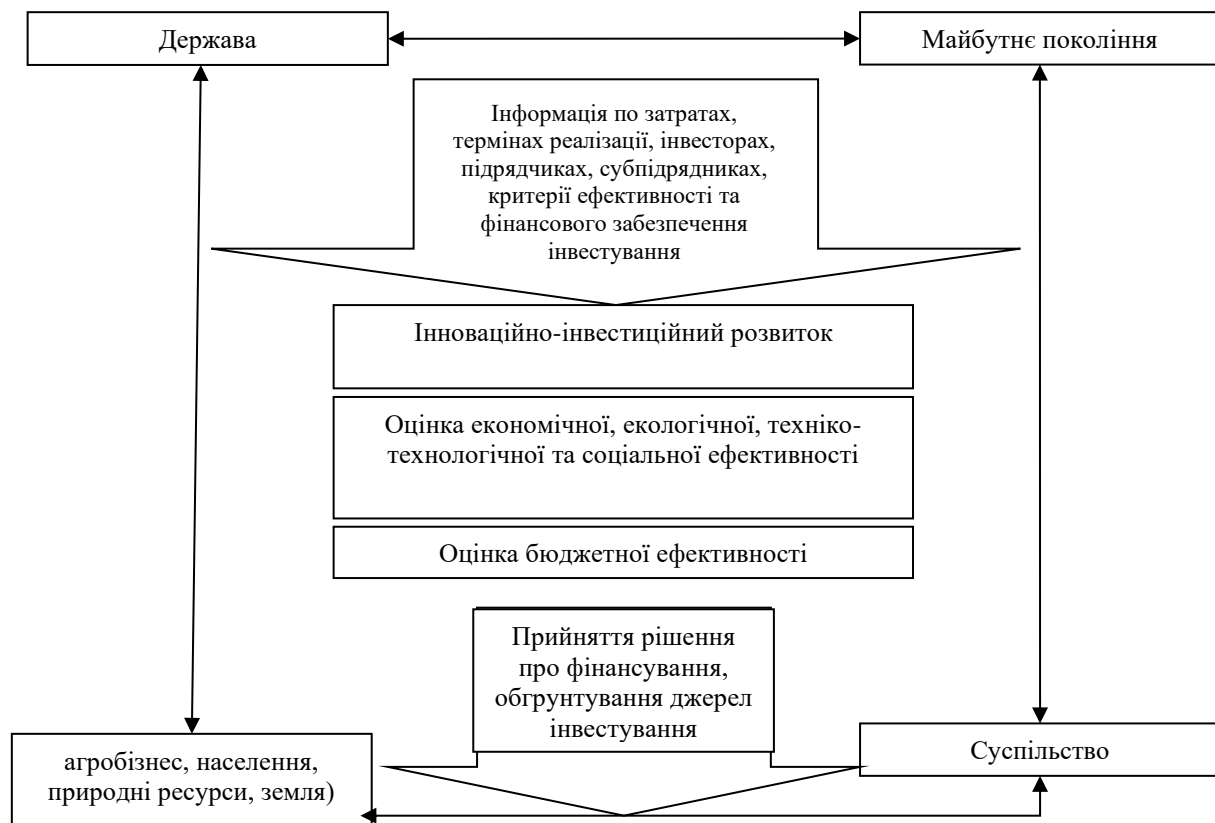 Держава
Майбутнє покоління
Інформація по затратах,
термінах реалізації, інвесторах,
підрядчиках, субпідрядниках,
критерії ефективності та
фінансового забезпечення
інвестування
Інноваційно-інвестиційний розвиток
Оцінка економічної, екологічної, техніко-
технологічної та соціальної ефективності
Оцінка бюджетної ефективності
Прийняття рішення
про фінансування,
обгрунтування джерел
інвестування
агробізнес, населення,
природні ресурси, земля)
Суспільство